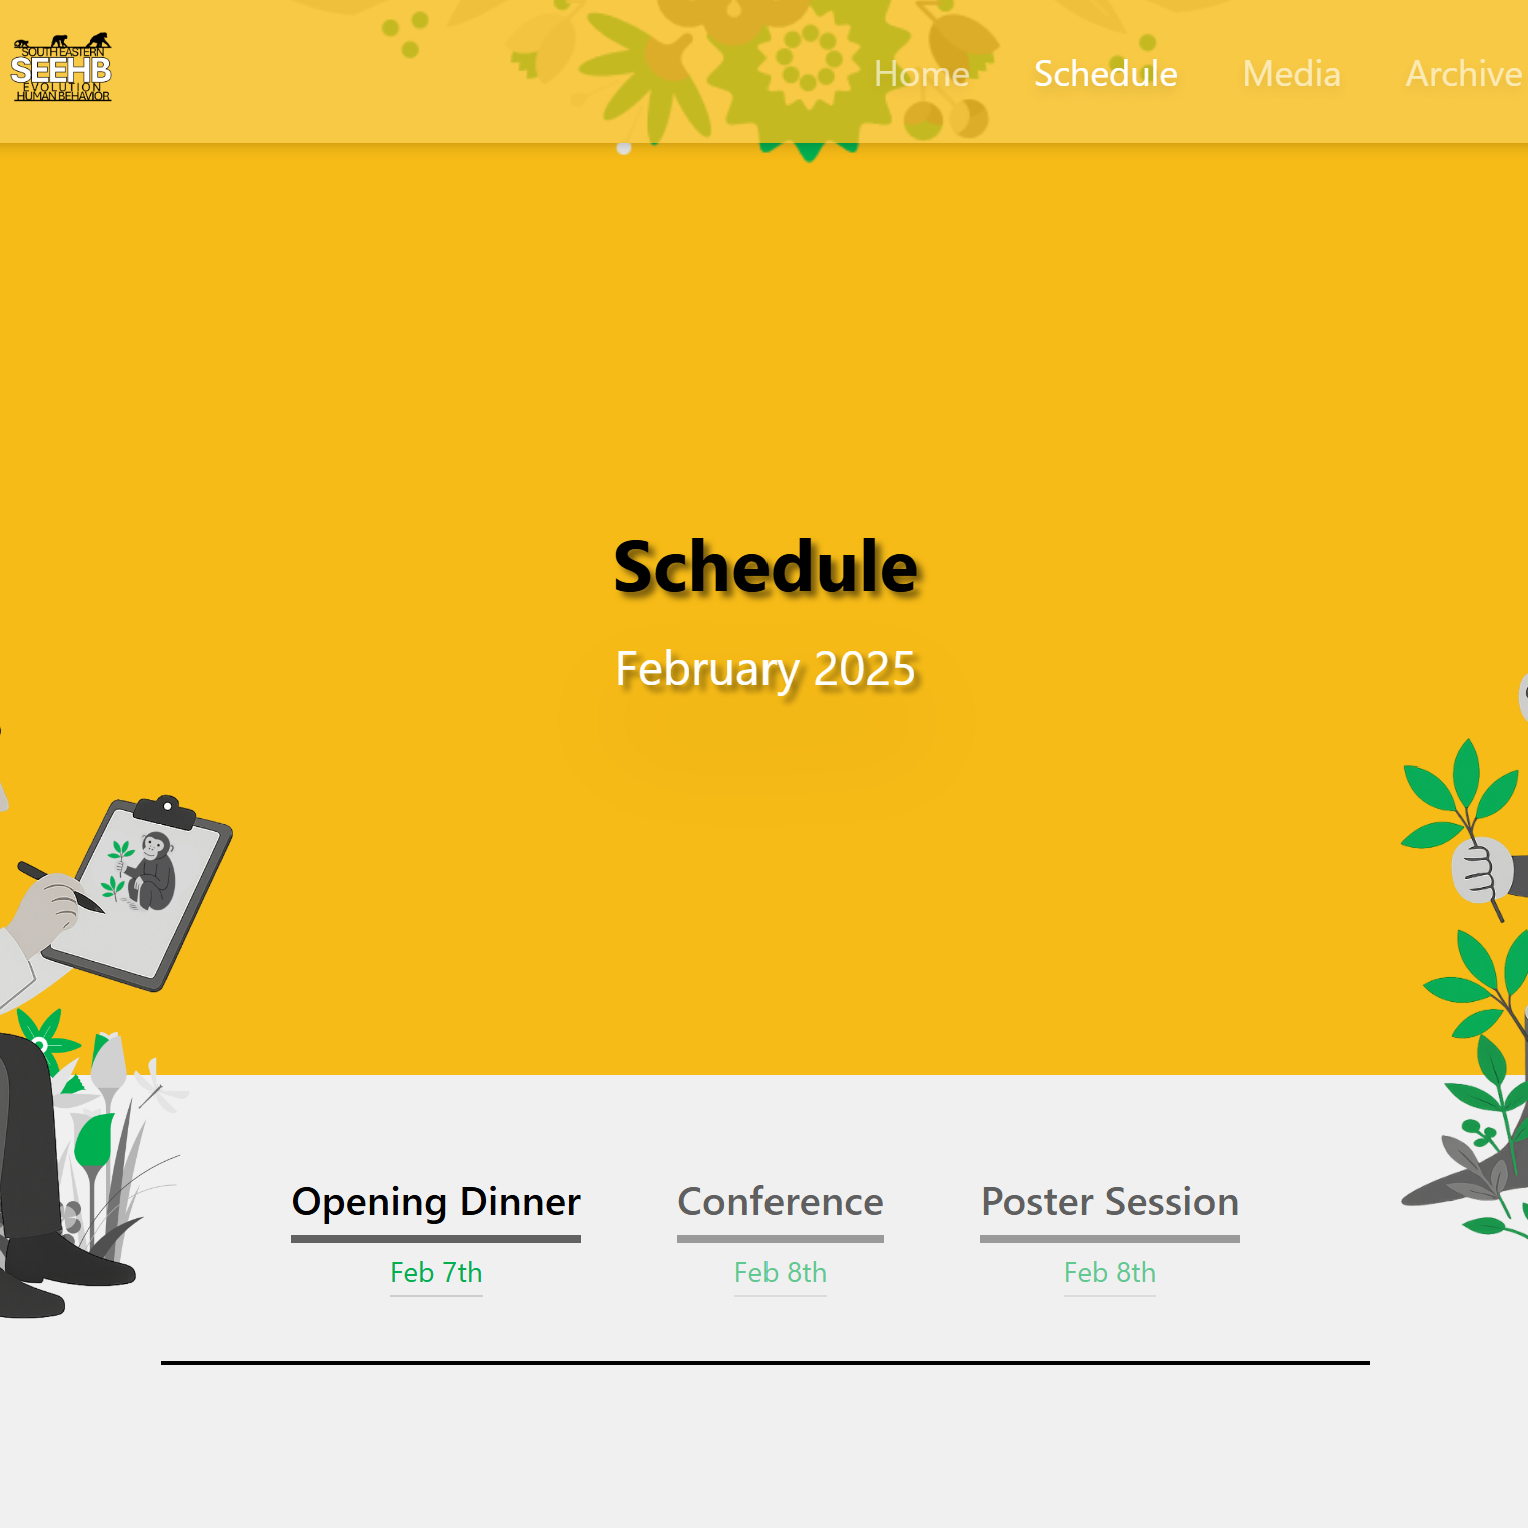 SOUTHEASTERN
SEEHB
EVOLUTION
HUMAN BEHAVIOR
Home Schedule Media Archive
Schedule
February 2025
Opening Dinner Conference Poster Session
Feb 7th Feb 8th Feb 8th